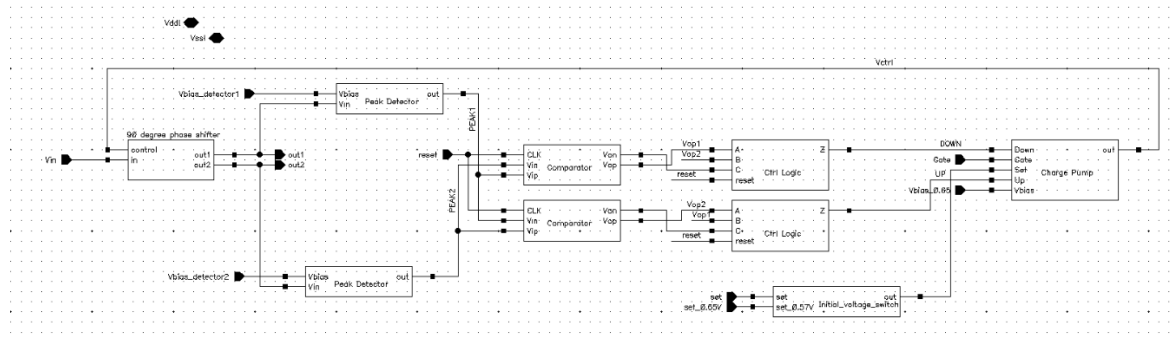 Vddl
Vssl
Vctrl
Vbias_detector1
Vbias
Vin
out
Peak Detector
PEAK1
90 degree phase shifter
control
in
out1
out2
Vin
out1
out2
reset
CLK
Vin
Vip
Von
Vop
Comparator
Vop1
Vop2
reset
A
B
C
reset
Z
Ctrl Logic
DOWN
Gate
UP
Vbias_0.65
Down
Gate
Set
Up
Vbias
out
Charge Pump
PEAK2
CLK
Vin
Vip
Von
Vop
Comparator
Vop2
Vop1
reset
A
B
C
reset
Z
Ctrl Logic
Vbias_detector2
Vbias
Vin
out
Peak Detector
set
set_0.65V
set
set_0.57V
out
Initial_voltage_switch